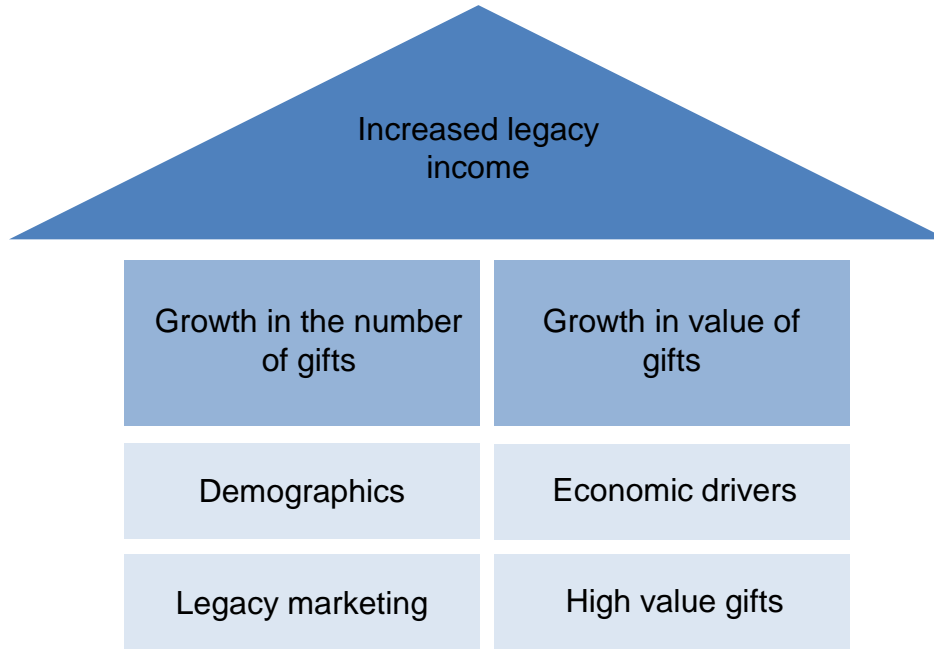 Increased legacy
income
Growth in the number
of gifts
Growth in value of
gifts
Demographics
Economic drivers
Legacy marketing
High value gifts